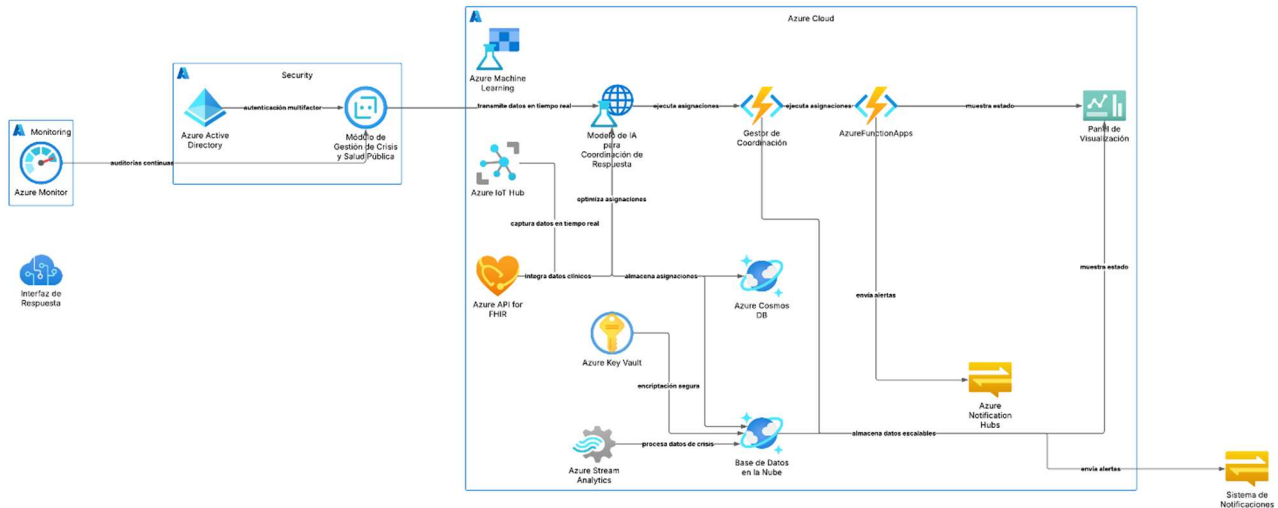 Azure Cloud
Azure Machine
Learning
Security
autenticación multifactor
transmite datos en tiempo real
ejecuta asignaciones
ejecuta asignaciones
muestra estado
Azure Active
Directory
Módulo de
Gestión de Crisis
y Salud Pública
Modelo de IA
para
Coordinación de
Respuesta
Gestor de
Coordinación
AzureFunctionApps
Panel de
Visualización
Monitoring
auditorías continuas
Azure Monitor
Azure IoT Hub
optimiza asignaciones
captura datos en tiempo real
Interfaz de
Respuesta
integra datos clínicos
almacena asignaciones
muestra estado
Azure API for
FHIR
Azure Cosmos
DB
envía alertas
Azure Key Vault
encriptación segura
Azure
Notification
Hubs
procesa datos de crisis
almacena datos escalables
Azure Stream
Analytics
Base de Datos
en la Nube
envía alertas
Sistema de
Notificaciones